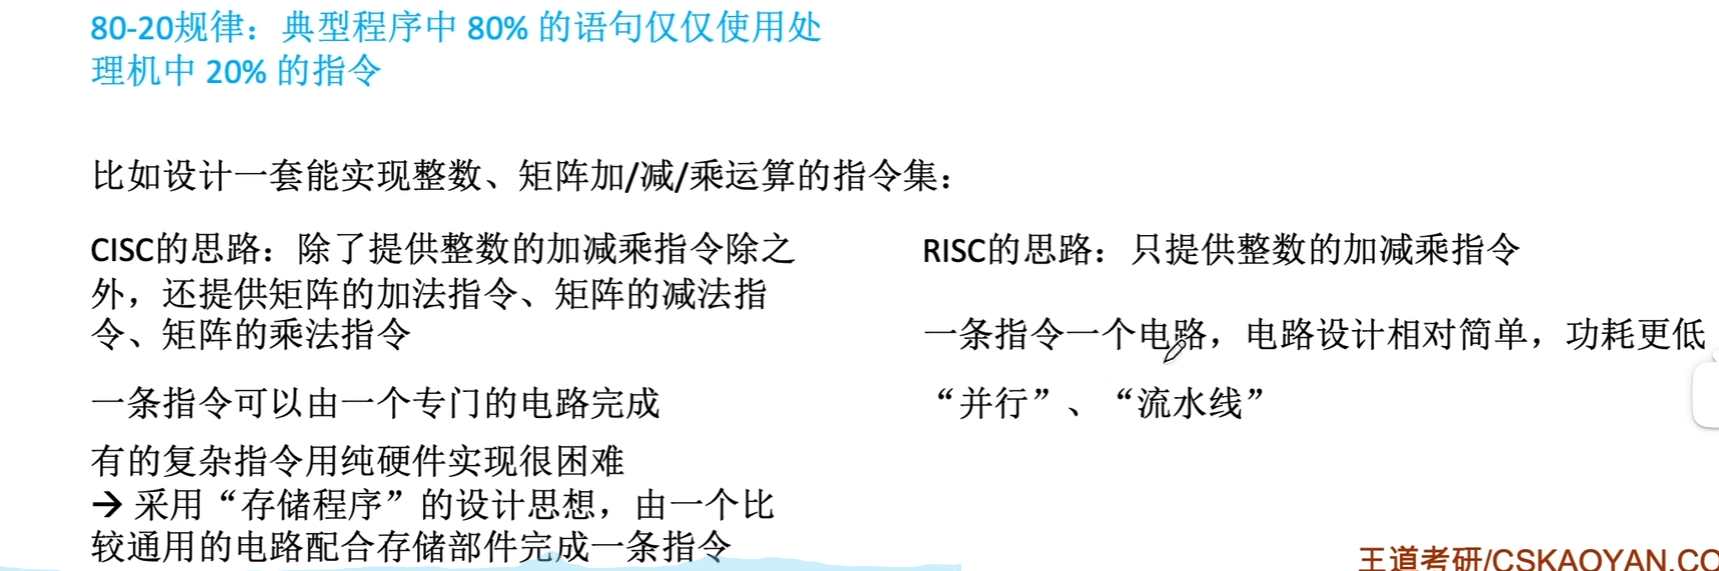 80-20规律：典型程序中 80% 的语句仅仅使用处
理机中 20% 的指令
比如设计一套能实现整数、矩阵加/减/乘运算的指令集：
CISC的思路：除了提供整数的加减乘指令除之
外，还提供矩阵的加法指令、矩阵的减法指
令、矩阵的乘法指令
一条指令可以由一个专门的电路完成
有的复杂指令用纯硬件实现很困难
→ 采用“存储程序”的设计思想，由一个比
较通用的电路配合存储部件完成一条指令
RISC的思路：只提供整数的加减乘指令
一条指令一个电路，电路设计相对简单，功耗更低
“并行”、“流水线”
王道考研/CSKAOYAN.CO